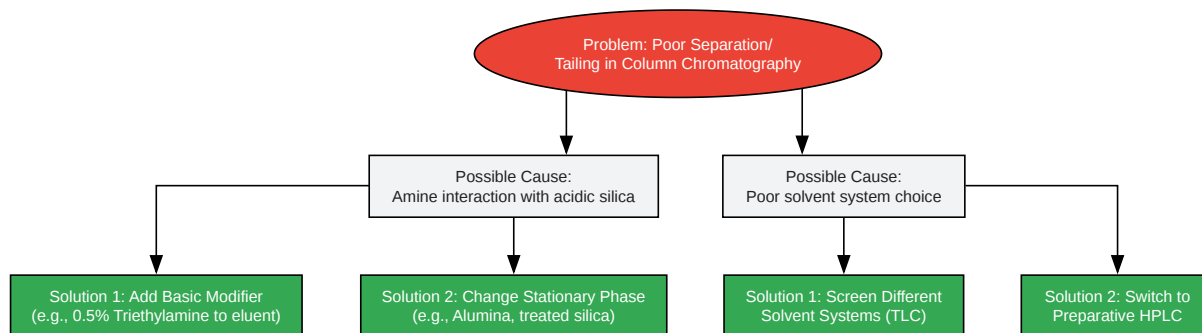 Problem: Poor Separation/
Tailing in Column Chromatography
Possible Cause:
Amine interaction with acidic silica
Possible Cause:
Poor solvent system choice
Solution 1: Add Basic Modifier
(e.g., 0.5% Triethylamine to eluent)
Solution 2: Change Stationary Phase
(e.g., Alumina, treated silica)
Solution 1: Screen Different
Solvent Systems (TLC)
Solution 2: Switch to
Preparative HPLC